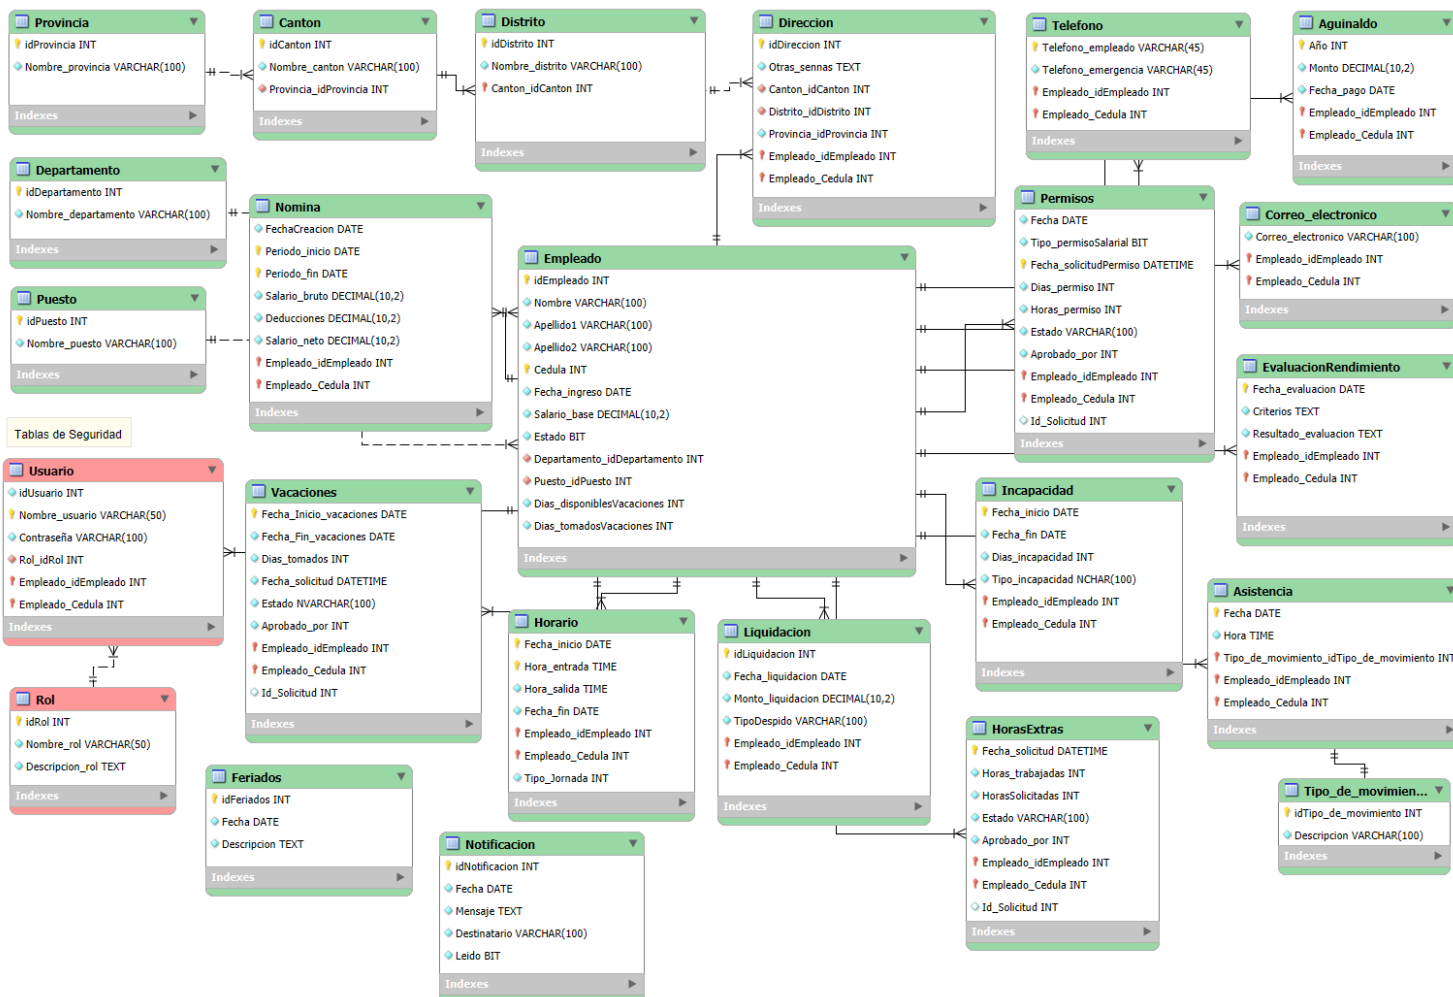 Provincia
idProvincia INT
Nombre_provincia VARCHAR(100)
Indexes
Canton
idCanton INT
Nombre_canton VARCHAR(100)
Provincia_idProvincia INT
Indexes
Distrito
idDistrito INT
Nombre_distrito VARCHAR(100)
Canton_idCanton INT
Indexes
Direccion
idDireccion INT
Otras_sennas TEXT
Canton_idCanton INT
Distrito_idDistrito INT
Provincia_idProvincia INT
Empleado_idEmpleado INT
Empleado_Cedula INT
Indexes
Telefono
Telefono_empleado VARCHAR(45)
Telefono_emergencia VARCHAR(45)
Empleado_idEmpleado INT
Empleado_Cedula INT
Indexes
Aguinaldo
Año INT
Monto DECIMAL(10,2)
Fecha_pago DATE
Empleado_idEmpleado INT
Empleado_Cedula INT
Indexes
Departamento
idDepartamento INT
Nombre_departamento VARCHAR(100)
Indexes
Nomina
FechaCreacion DATE
Periodo_inicio DATE
Periodo_fin DATE
Salario_bruto DECIMAL(10,2)
Deducciones DECIMAL(10,2)
Salario_neto DECIMAL(10,2)
Empleado_idEmpleado INT
Empleado_Cedula INT
Indexes
Empleado
idEmpleado INT
Nombre VARCHAR(100)
Apellido1 VARCHAR(100)
Apellido2 VARCHAR(100)
Cedula INT
Fecha_ingreso DATE
Salario_base DECIMAL(10,2)
Estado BIT
Departamento_idDepartamento INT
Puesto_idPuesto INT
Dias_disponiblesVacaciones INT
Dias_tomadosVacaciones INT
Indexes
Permisos
Fecha DATE
Tipo_permisoSalarial BIT
Fecha_solicitudPermiso DATETIME
Dias_permiso INT
Horas_permiso INT
Estado VARCHAR(100)
Aprobado_por INT
Empleado_idEmpleado INT
Empleado_Cedula INT
Id_Solicitud INT
Indexes
Correo_electronico
Correo_electronico VARCHAR(100)
Empleado_idEmpleado INT
Empleado_Cedula INT
Indexes
Puesto
idPuesto INT
Nombre_puesto VARCHAR(100)
Indexes
EvaluacionRendimiento
Fecha_evaluacion DATE
Criterios TEXT
Resultado_evaluacion TEXT
Empleado_idEmpleado INT
Empleado_Cedula INT
Indexes
Tablas de Seguridad
Usuario
idUsuario INT
Nombre_usuario VARCHAR(50)
Contraseña VARCHAR(100)
Rol_idRol INT
Empleado_idEmpleado INT
Empleado_Cedula INT
Indexes
Vacaciones
Fecha_Inicio_vacaciones DATE
Fecha_Fin_vacaciones DATE
Dias_tomados INT
Fecha_solicitud DATETIME
Estado NVARCHAR(100)
Aprobado_por INT
Empleado_idEmpleado INT
Empleado_Cedula INT
Id_Solicitud INT
Indexes
Incapacidad
Fecha_inicio DATE
Fecha_fin DATE
Dias_incapacidad INT
Tipo_incapacidad NCHAR(100)
Empleado_idEmpleado INT
Empleado_Cedula INT
Indexes
Asistencia
Fecha DATE
Hora TIME
Tipo_de_movimiento_idTipo_de_movimiento INT
Empleado_idEmpleado INT
Empleado_Cedula INT
Indexes
Horario
Fecha_inicio DATE
Hora_entrada TIME
Hora_salida TIME
Fecha_fin DATE
Empleado_idEmpleado INT
Empleado_Cedula INT
Tipo_Jornada INT
Indexes
Liquidacion
idLiquidacion INT
Fecha_liquidacion DATE
Monto_liquidacion DECIMAL(10,2)
TipoDespido VARCHAR(100)
Empleado_idEmpleado INT
Empleado_Cedula INT
Indexes
Rol
idRol INT
Nombre_rol VARCHAR(50)
Descripcion_rol TEXT
Indexes
HorasExtras
Fecha_solicitud DATETIME
Horas_trabajadas INT
HorasSolicitadas INT
Estado VARCHAR(100)
Aprobado_por INT
Empleado_idEmpleado INT
Empleado_Cedula INT
Id_Solicitud INT
Indexes
Feriados
idFeriados INT
Fecha DATE
Descripcion TEXT
Indexes
Tipo_de_movimien...
idTipo_de_movimiento INT
Descripcion VARCHAR(100)
Indexes
Notificacion
idNotificacion INT
Fecha DATE
Mensaje TEXT
Destinatario VARCHAR(100)
Leido BIT
Indexes